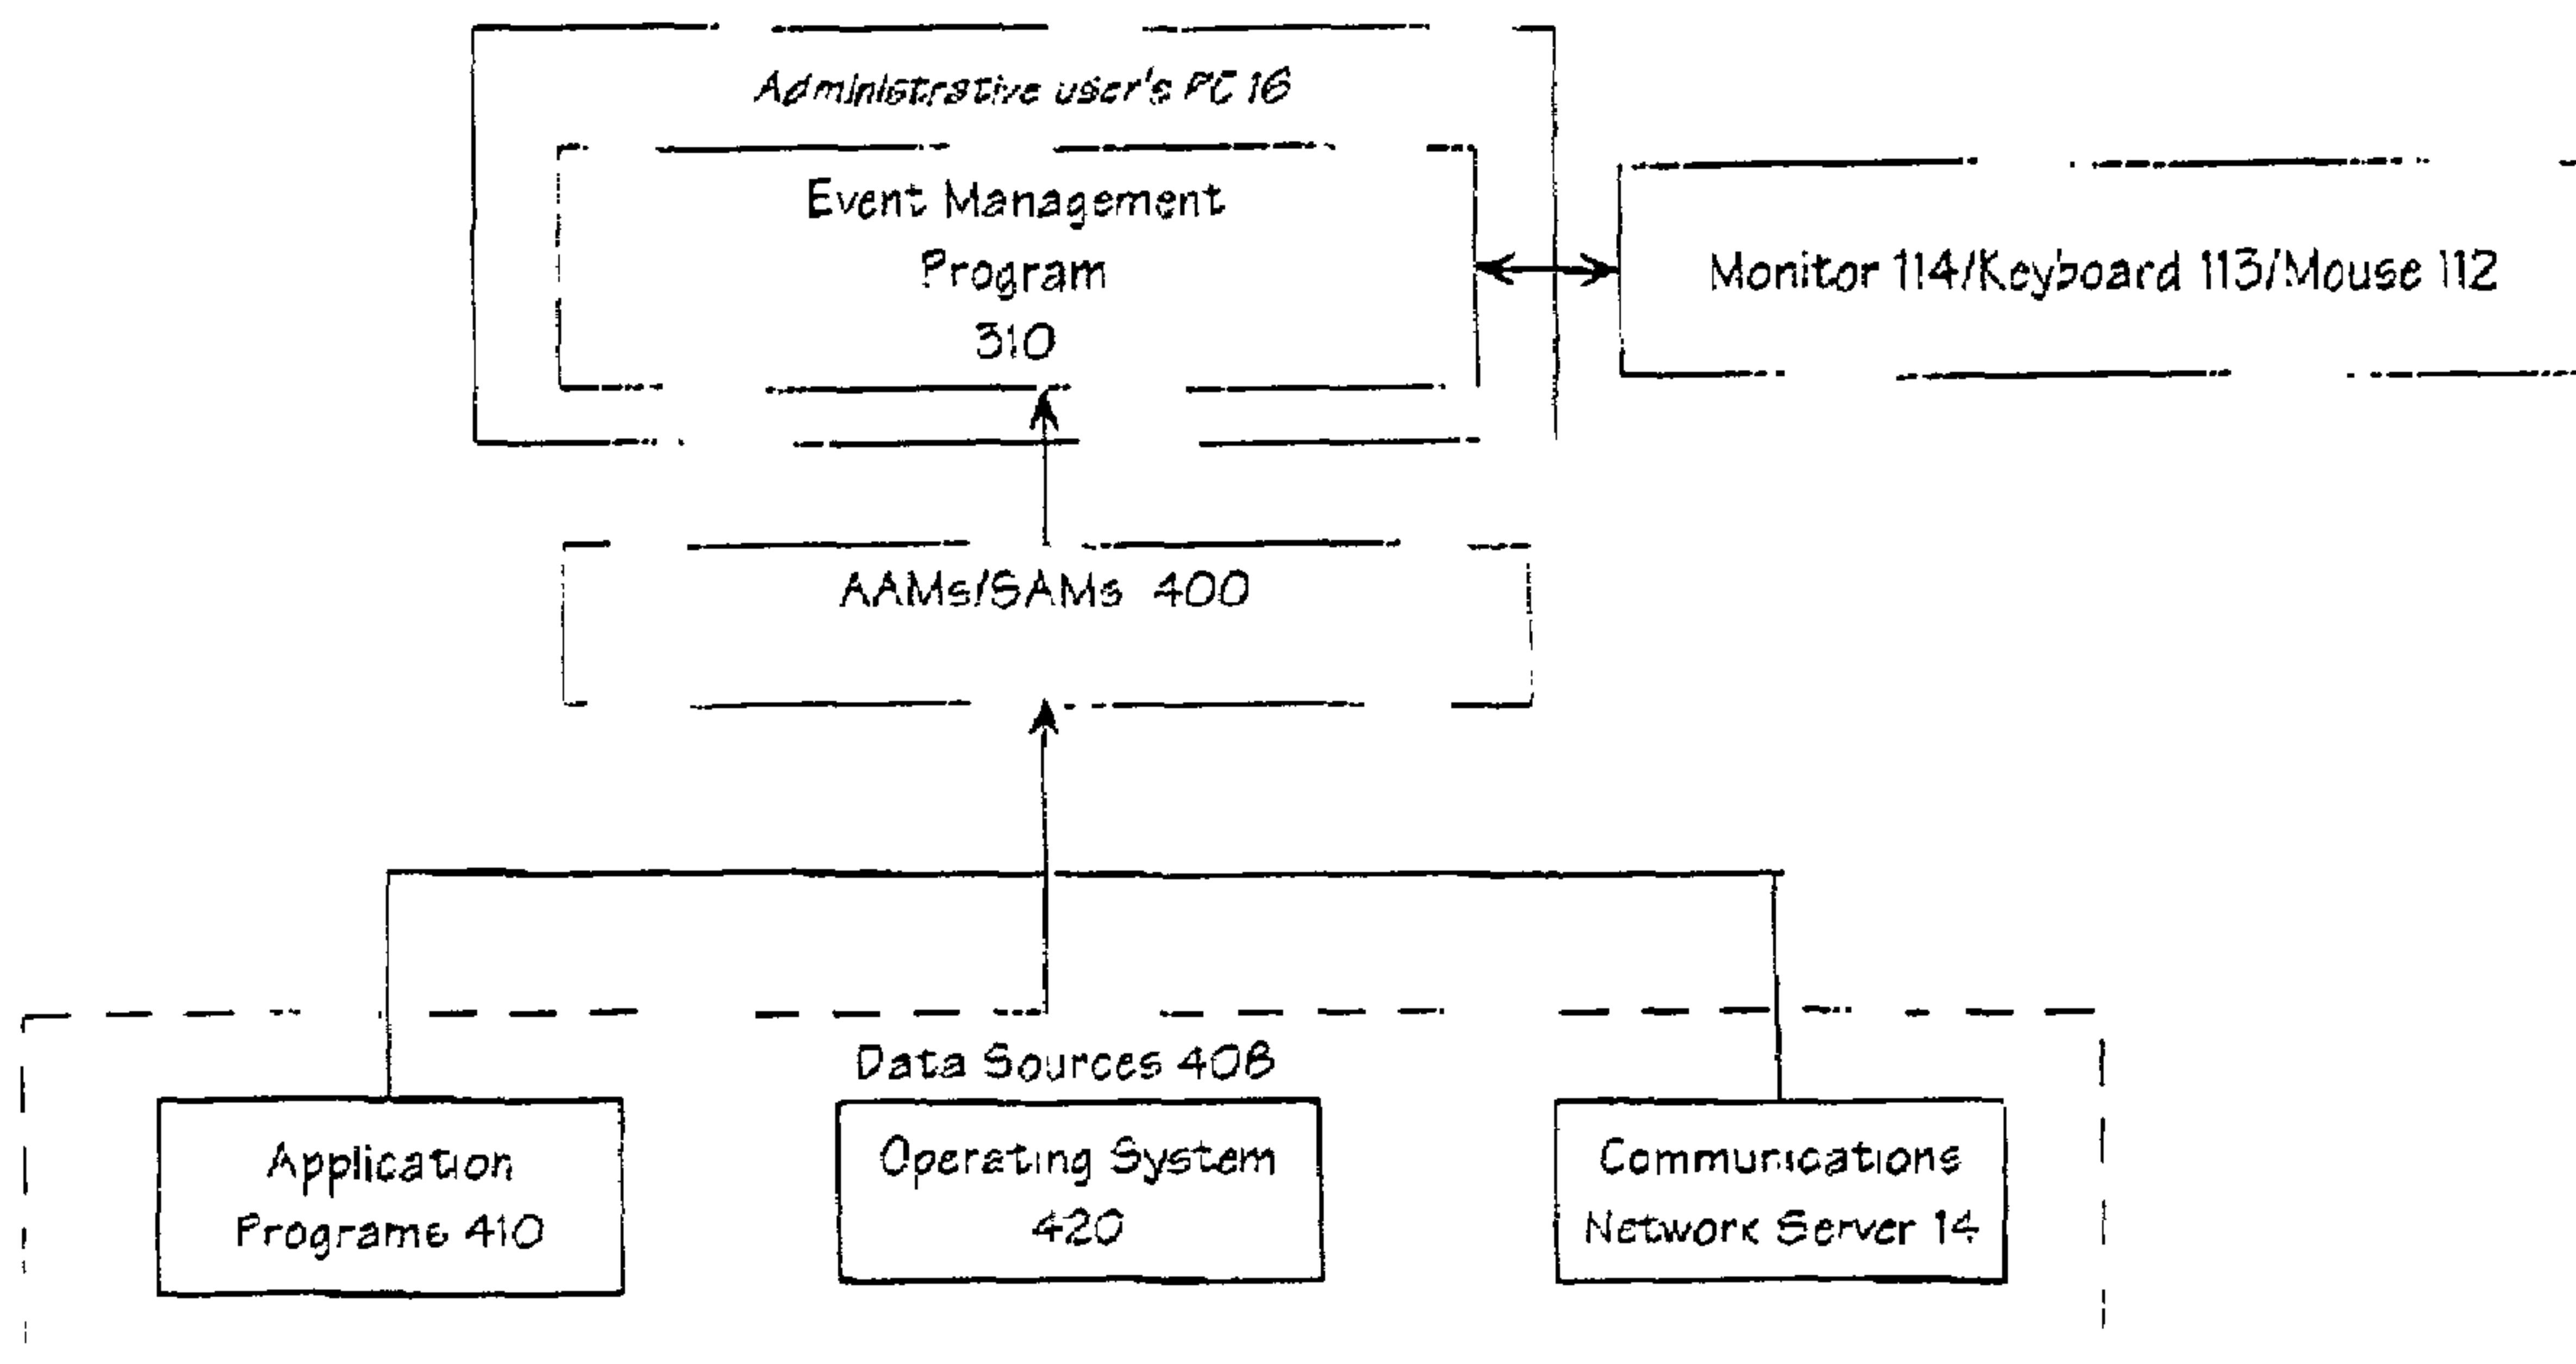 Administrative user's PC 16
Event Management
Program
310
Monitor 114/Keyboard 113/Mouse 112
AAMs/SAMs 400
Data Sources 408
Application
Programs 410
Operating System
420
Communications
Network Server 14